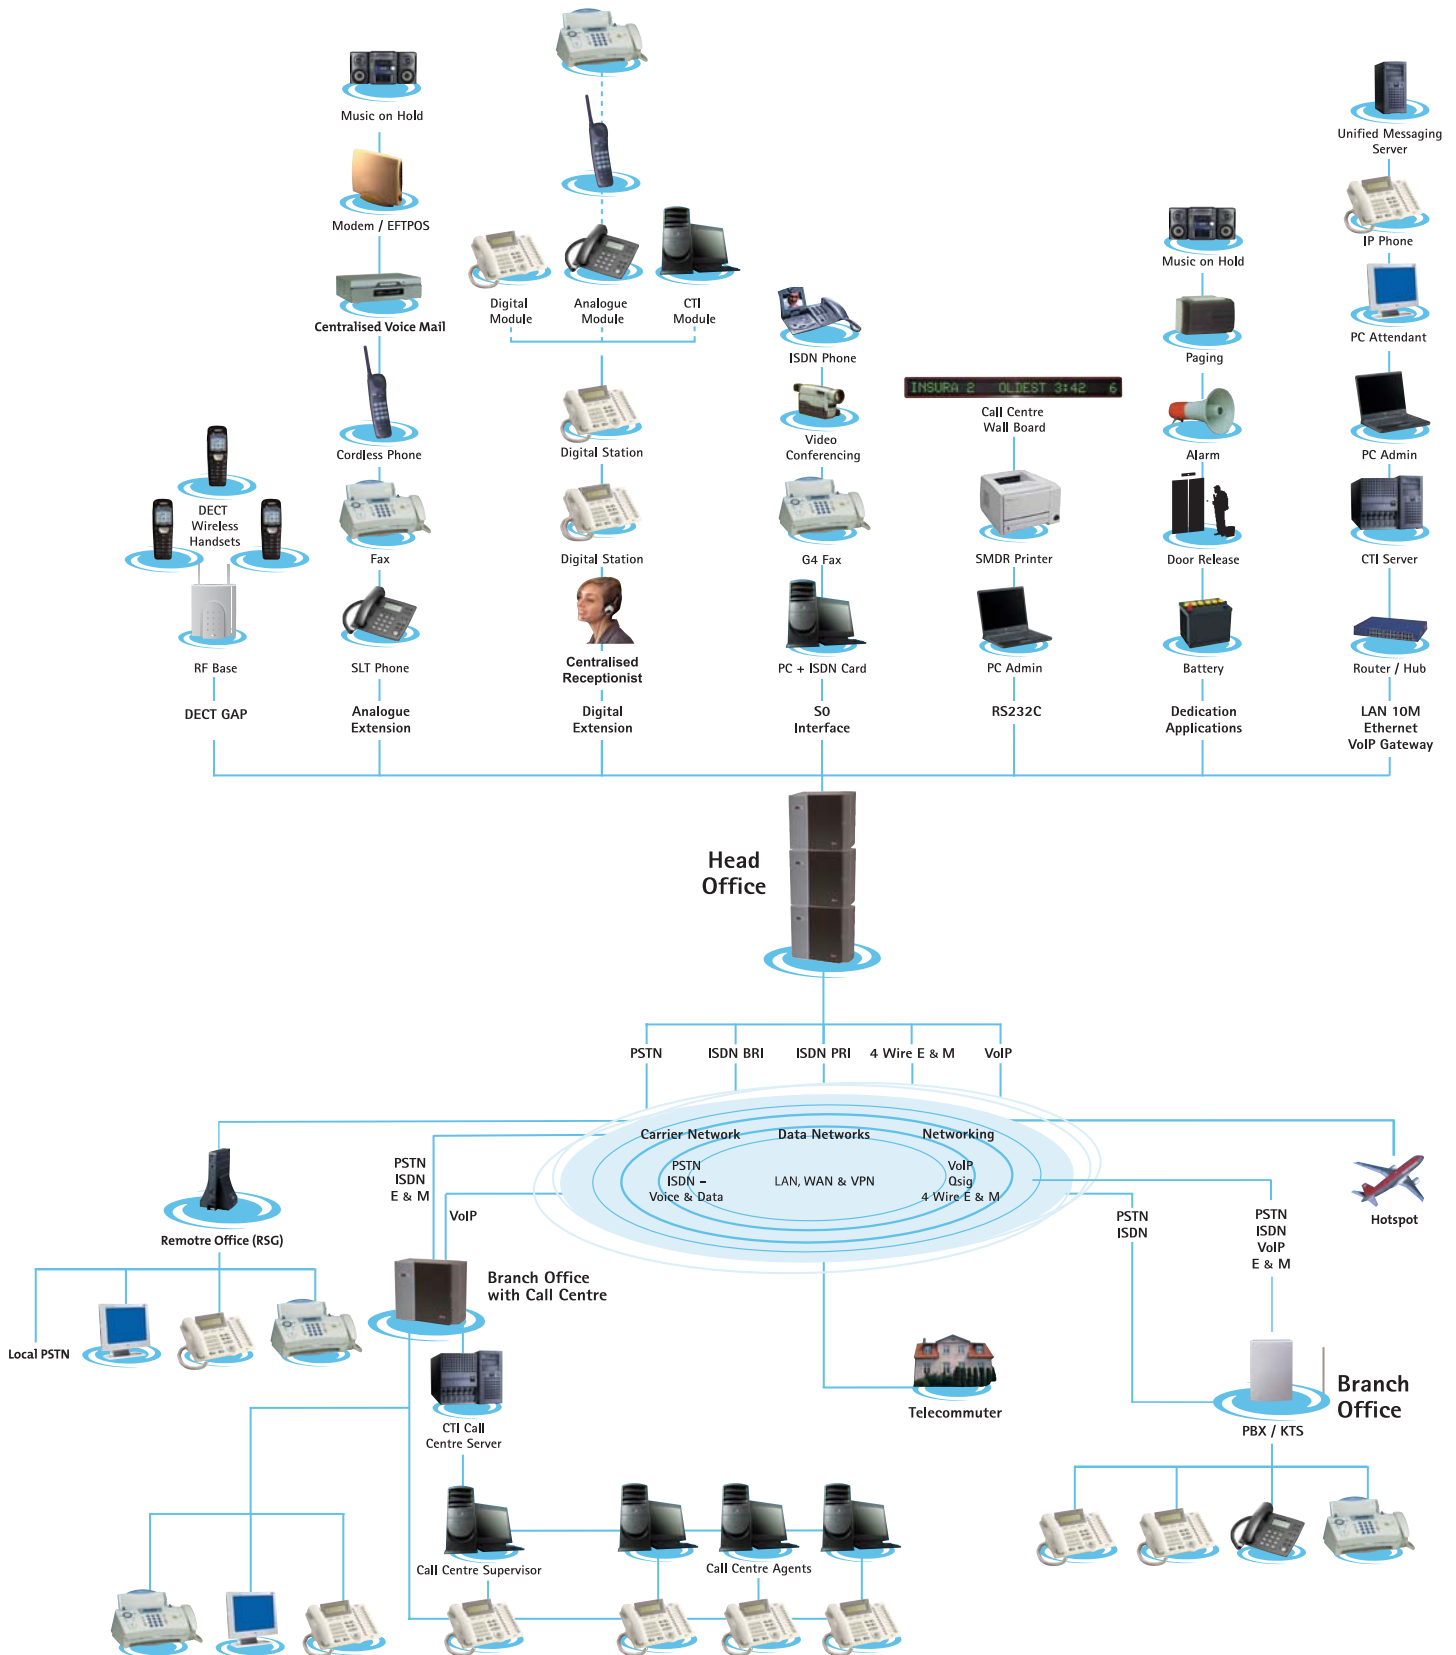 Music on Hold
Modem / EFTPOS
Centralised Voice Mail
Cordless Phone
Fax
SLT Phone
Analogue
Extension
DECT
Wireless
Handsets
RF Base
DECT GAP
Digital
Module
Analogue
Module
CTI
Module
Digital Station
Digital Station
Centralised
Receptionist
Digital
Extension
ISDN Phone
Video
Conferencing
G4 Fax
PC + ISDN Card
S0
Interface
INSURA 2 OLDEST 3:42 6
Call Centre
Wall Board
SMDR Printer
PC Admin
RS232C
Music on Hold
Paging
Alarm
Door Release
Battery
Dedication
Applications
Unified Messaging
Server
IP Phone
PC Attendant
PC Admin
CTI Server
Router / Hub
LAN 10M
Ethernet
VoIP Gateway
Head
Office
PSTN
ISDN BRI
ISDN PRI
4 Wire E & M
VoIP
Carrier Network
Data Networks
Networking
PSTN
ISDN –
Voice & Data
LAN, WAN & VPN
VoIP
Qsig
4 Wire E & M
PSTN
ISDN
E & M
VoIP
PSTN
ISDN
PSTN
ISDN
VoIP
E & M
Hotspot
Remotre Office (RSG)
Local PSTN
Branch Office
with Call Centre
CTI Call
Centre Server
Telecommuter
Branch
Office
PBX / KTS
Call Centre Supervisor
Call Centre Agents